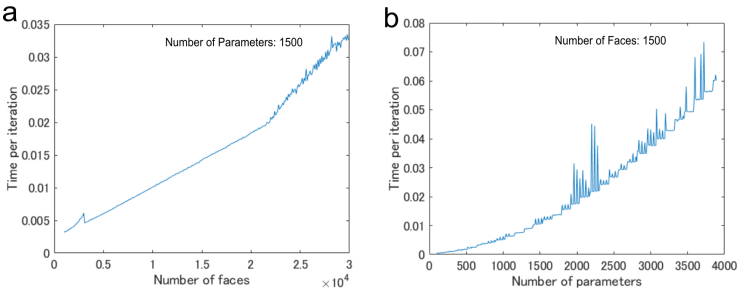 a
Number of Parameters: 1500
Time per iteration
0.035
0.03
0.025
0.02
0.015
0.01
0.005
0
0 0.5 1 1.5 2 2.5 3
×10⁴
Number of faces
b
Number of Faces: 1500
Time per iteration
0.08
0.07
0.06
0.05
0.04
0.03
0.02
0.01
0
0 500 1000 1500 2000 2500 3000 3500 4000
Number of parameters